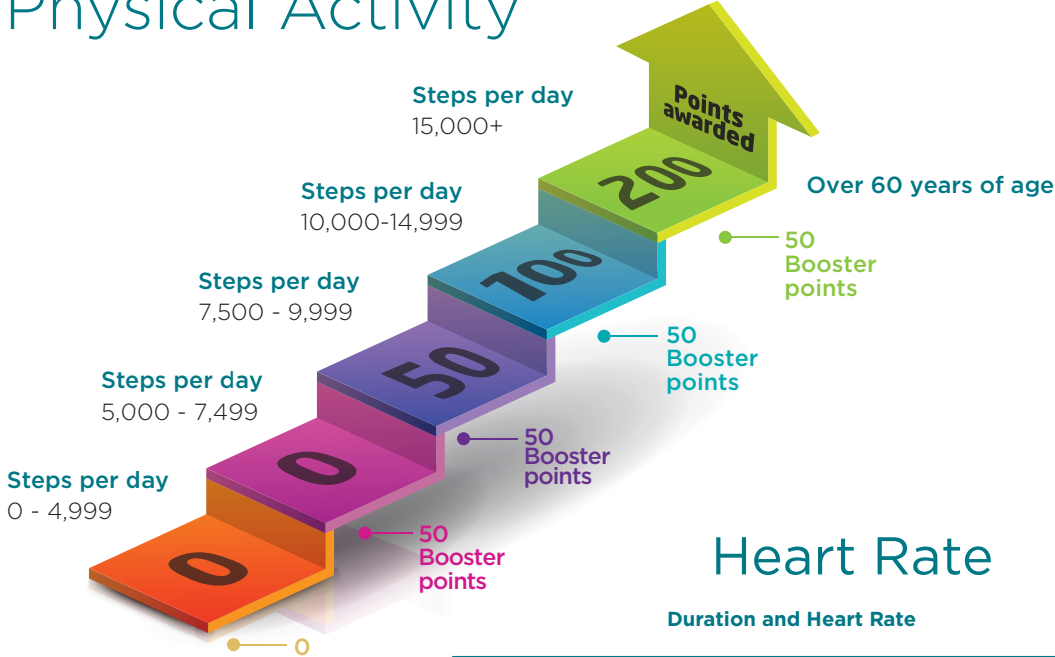 Physical Activity
Steps per day
15,000+
Points
awarded
200
Over 60 years of age
50
Booster
points
Steps per day
10,000-14,999
100
50
Booster
points
Steps per day
7,500 - 9,999
50
50
Booster
points
Steps per day
5,000 - 7,499
0
50
Booster
points
Steps per day
0 - 4,999
0
0
Heart Rate
Duration and Heart Rate